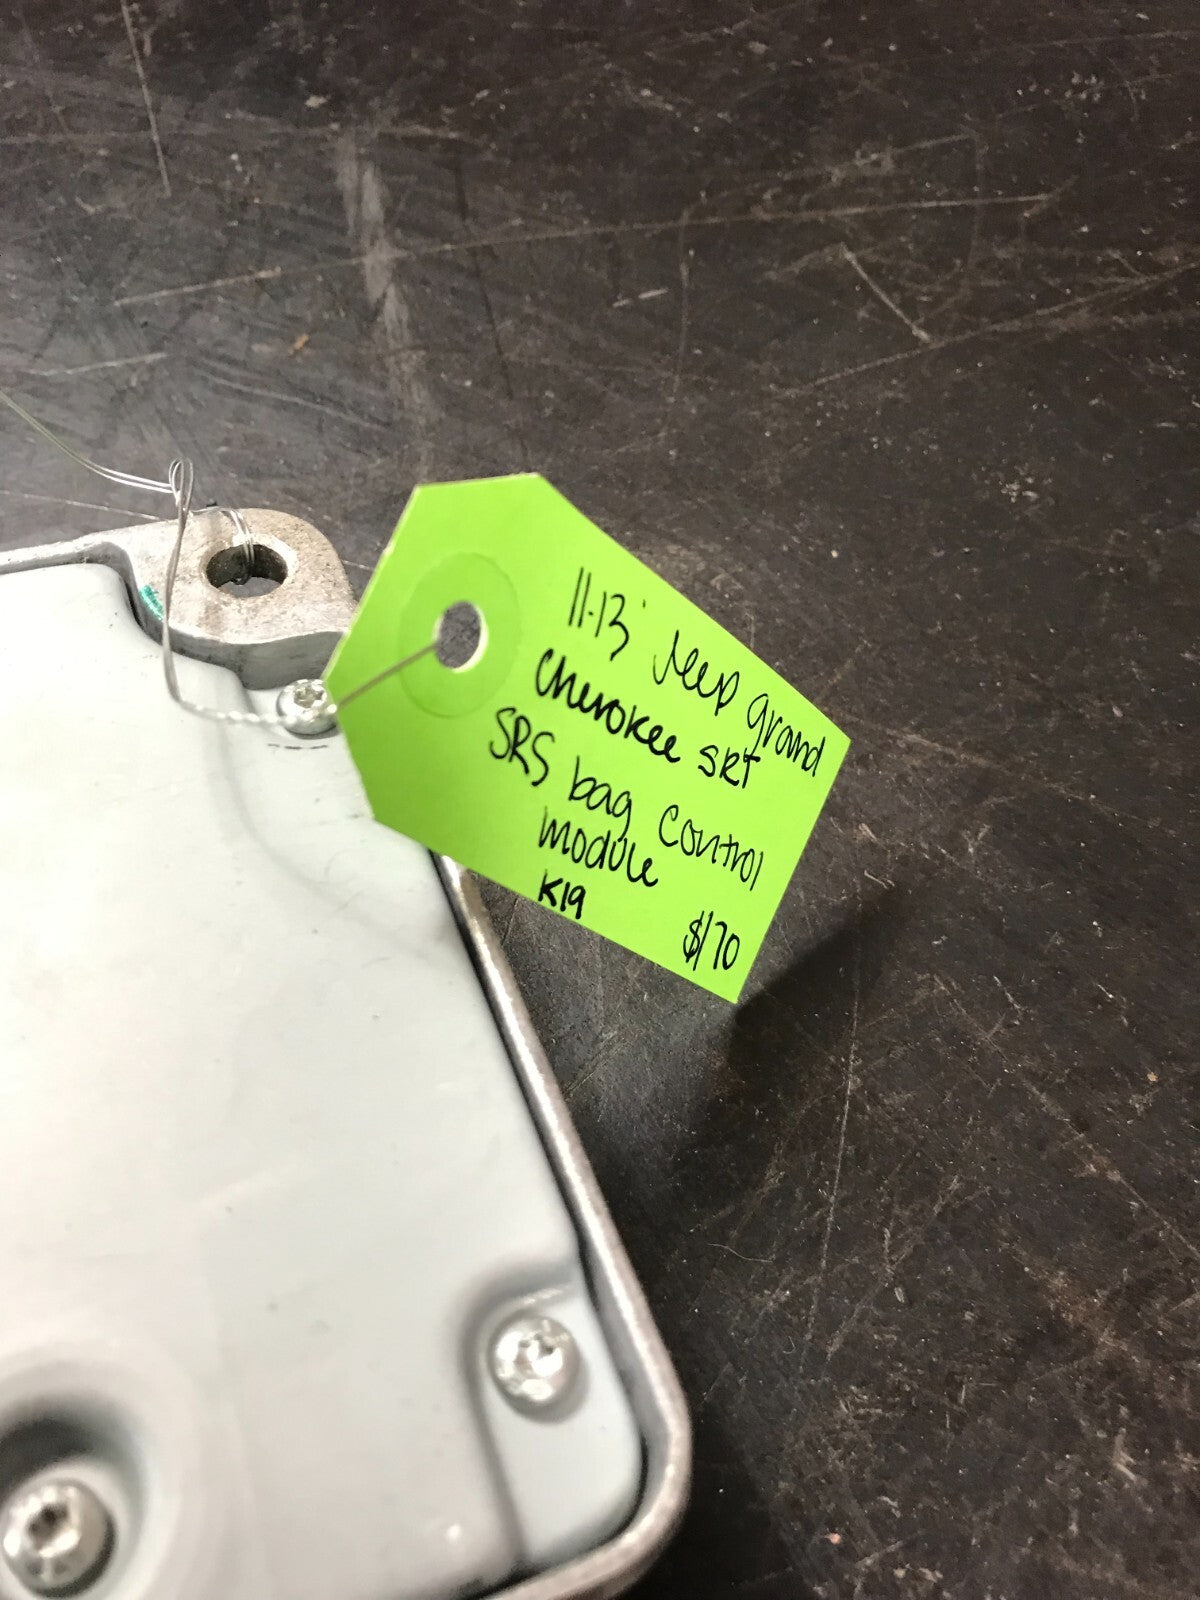 11-13' Jeep grand
Cherokee SRT
SRS bag Control
Module
K19
$170